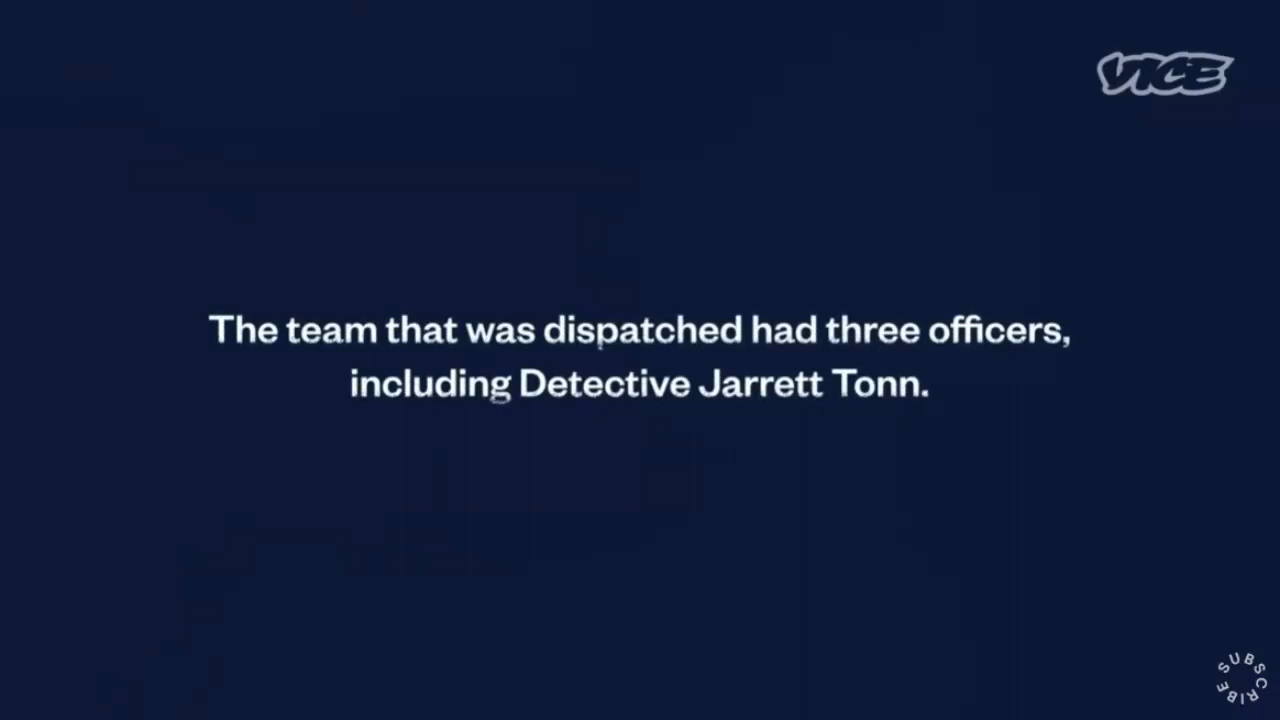 VICE
The team that was dispatched had three officers,
including Detective Jarrett Tonn.
SUBSCRIBE